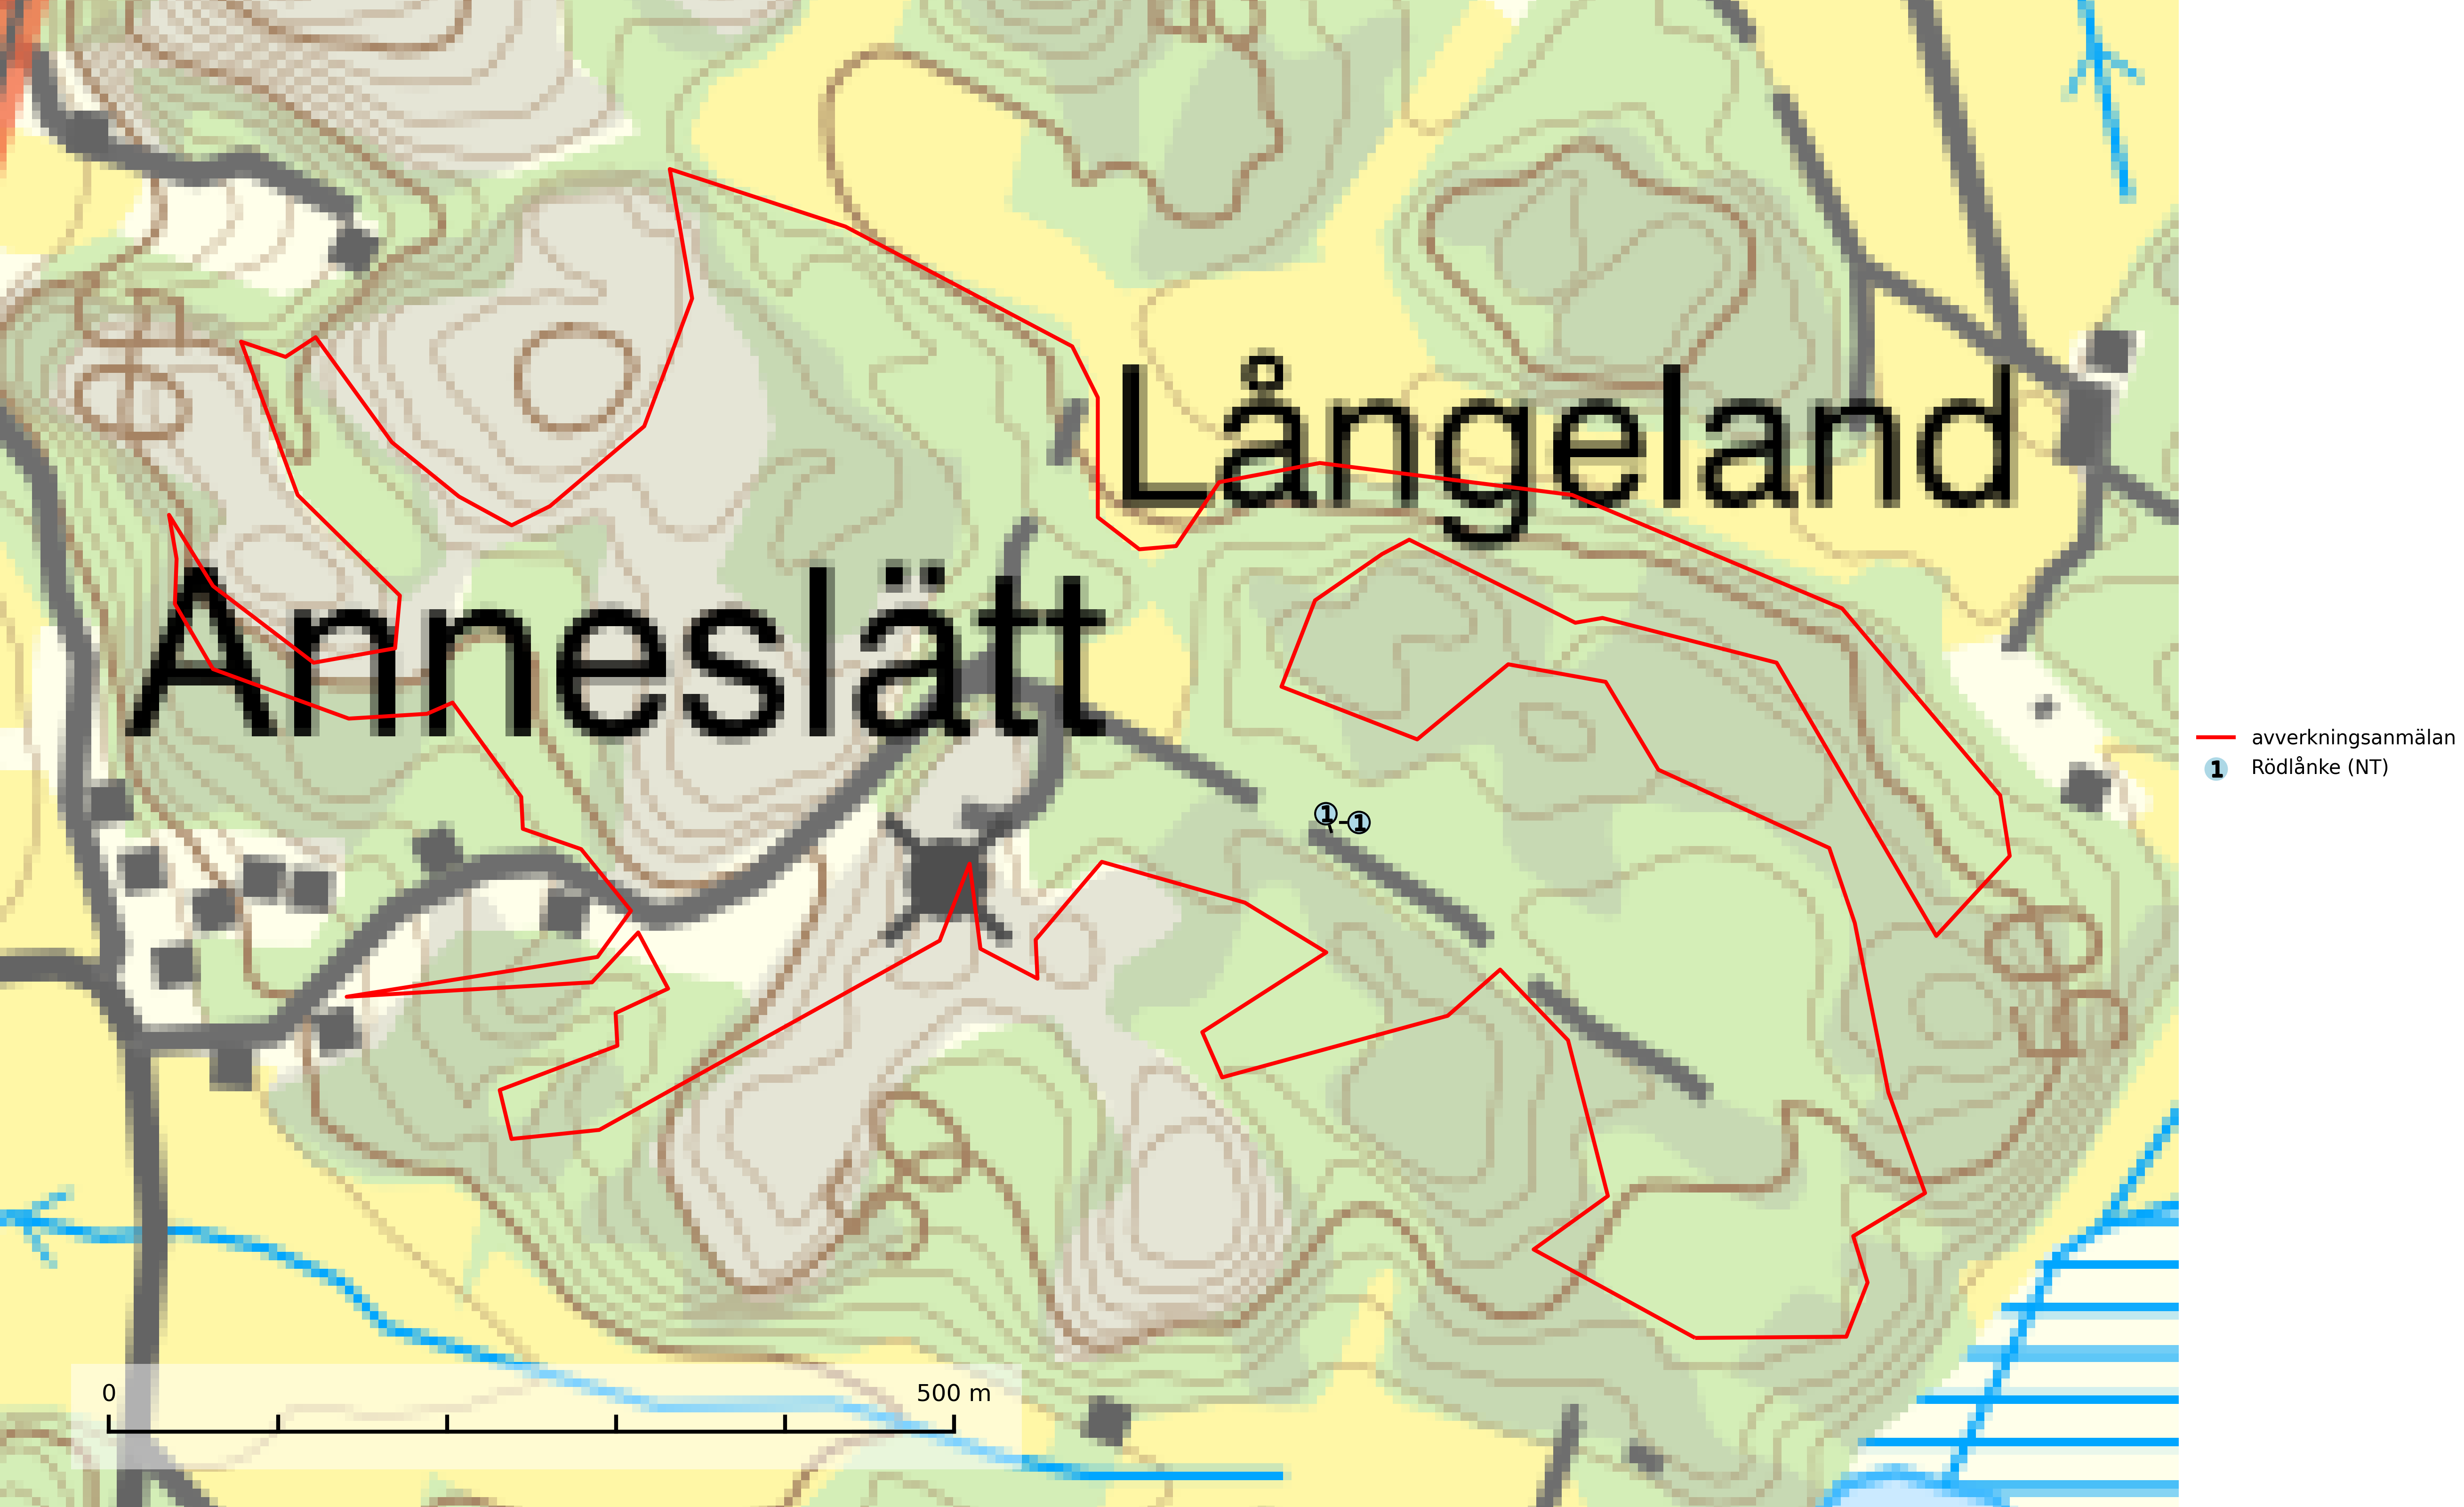 Långeland
Anneslätt
avverkningsanmälan
1 Rödlånke (NT)
1 1
0 500 m